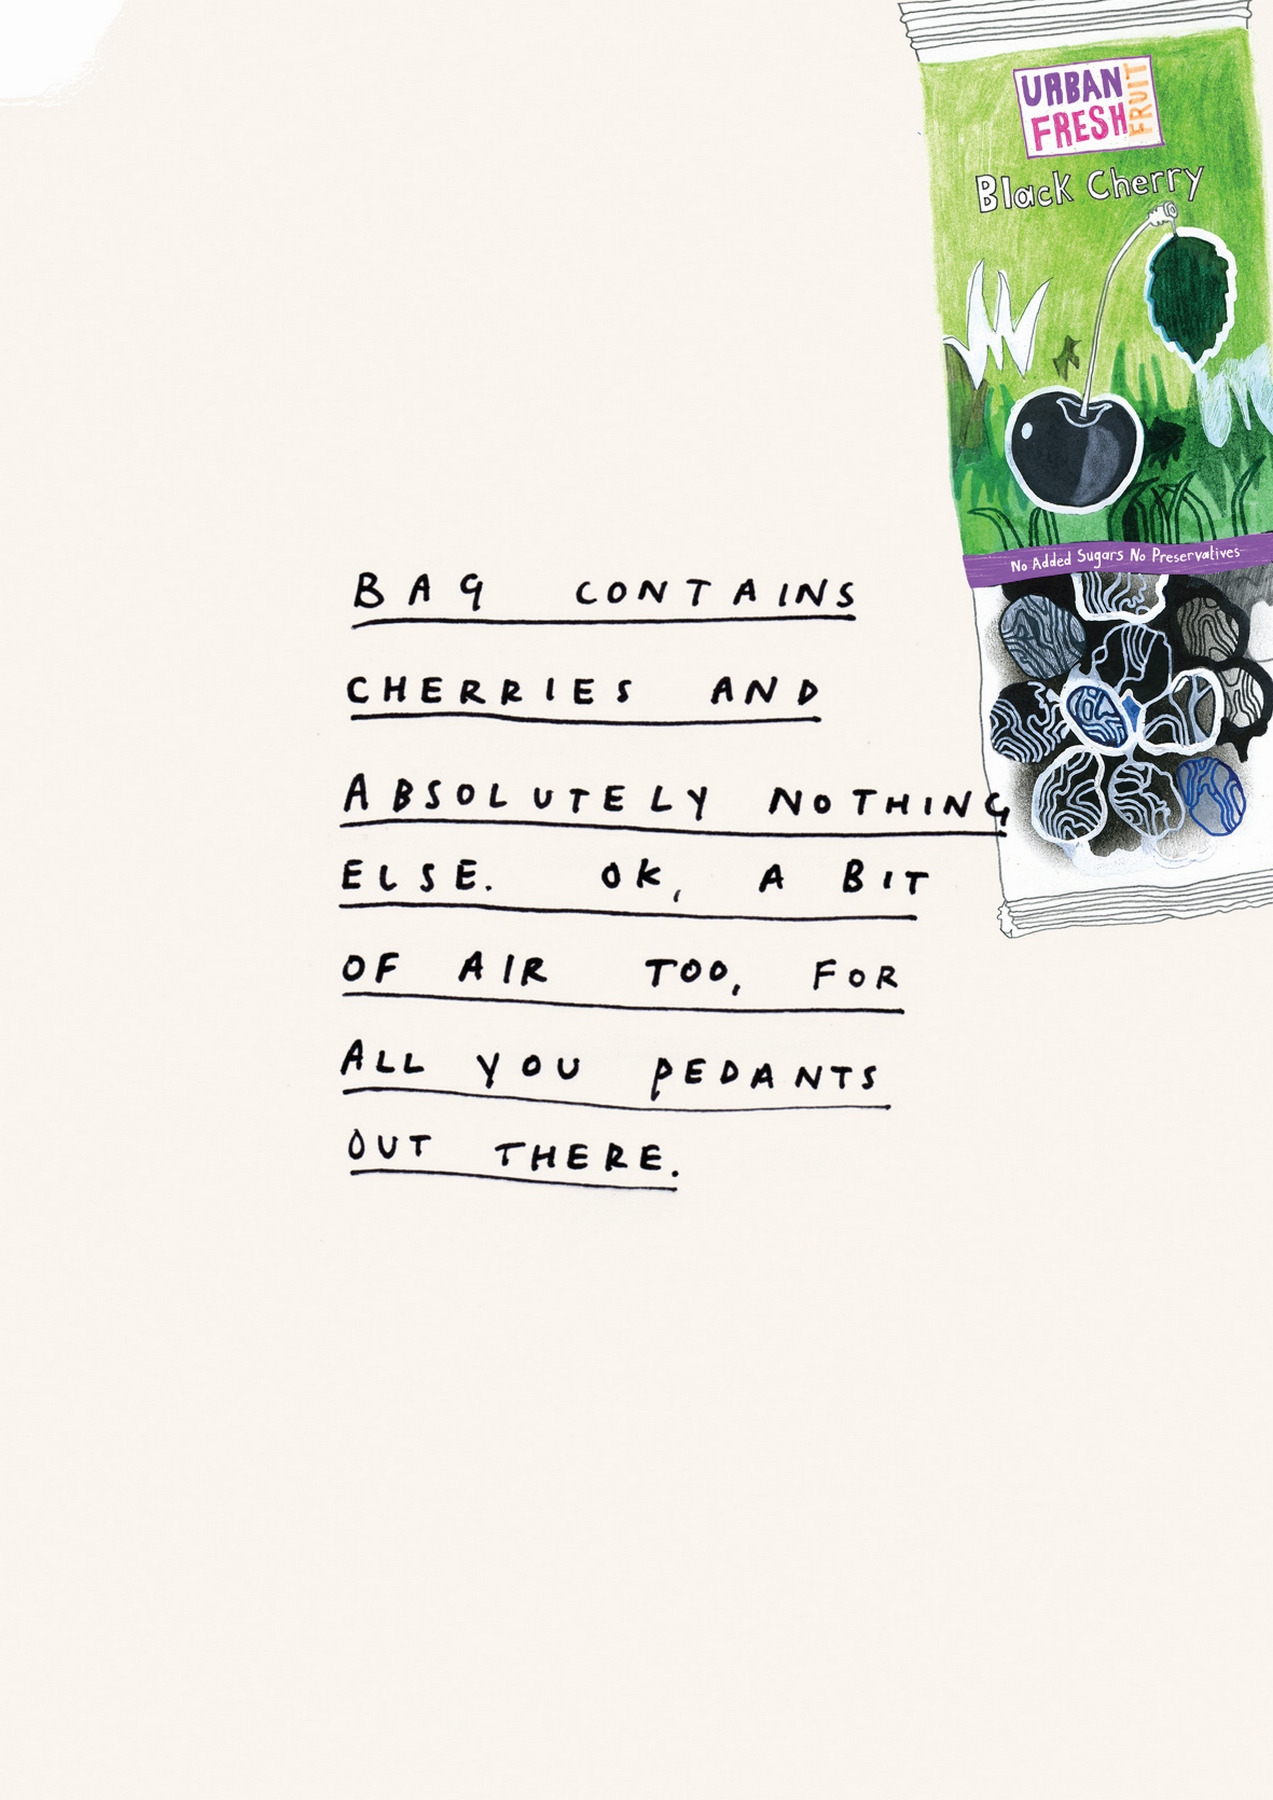 URBAN
FRESH
FRUIT
Black Cherry
No Added Sugars No Preservatives
BAG CONTAINS
CHERRIES AND
ABSOLUTELY NOTHING
ELSE. OK, A BIT
OF AIR TOO, FOR
ALL YOU PEDANTS
OUT THERE.